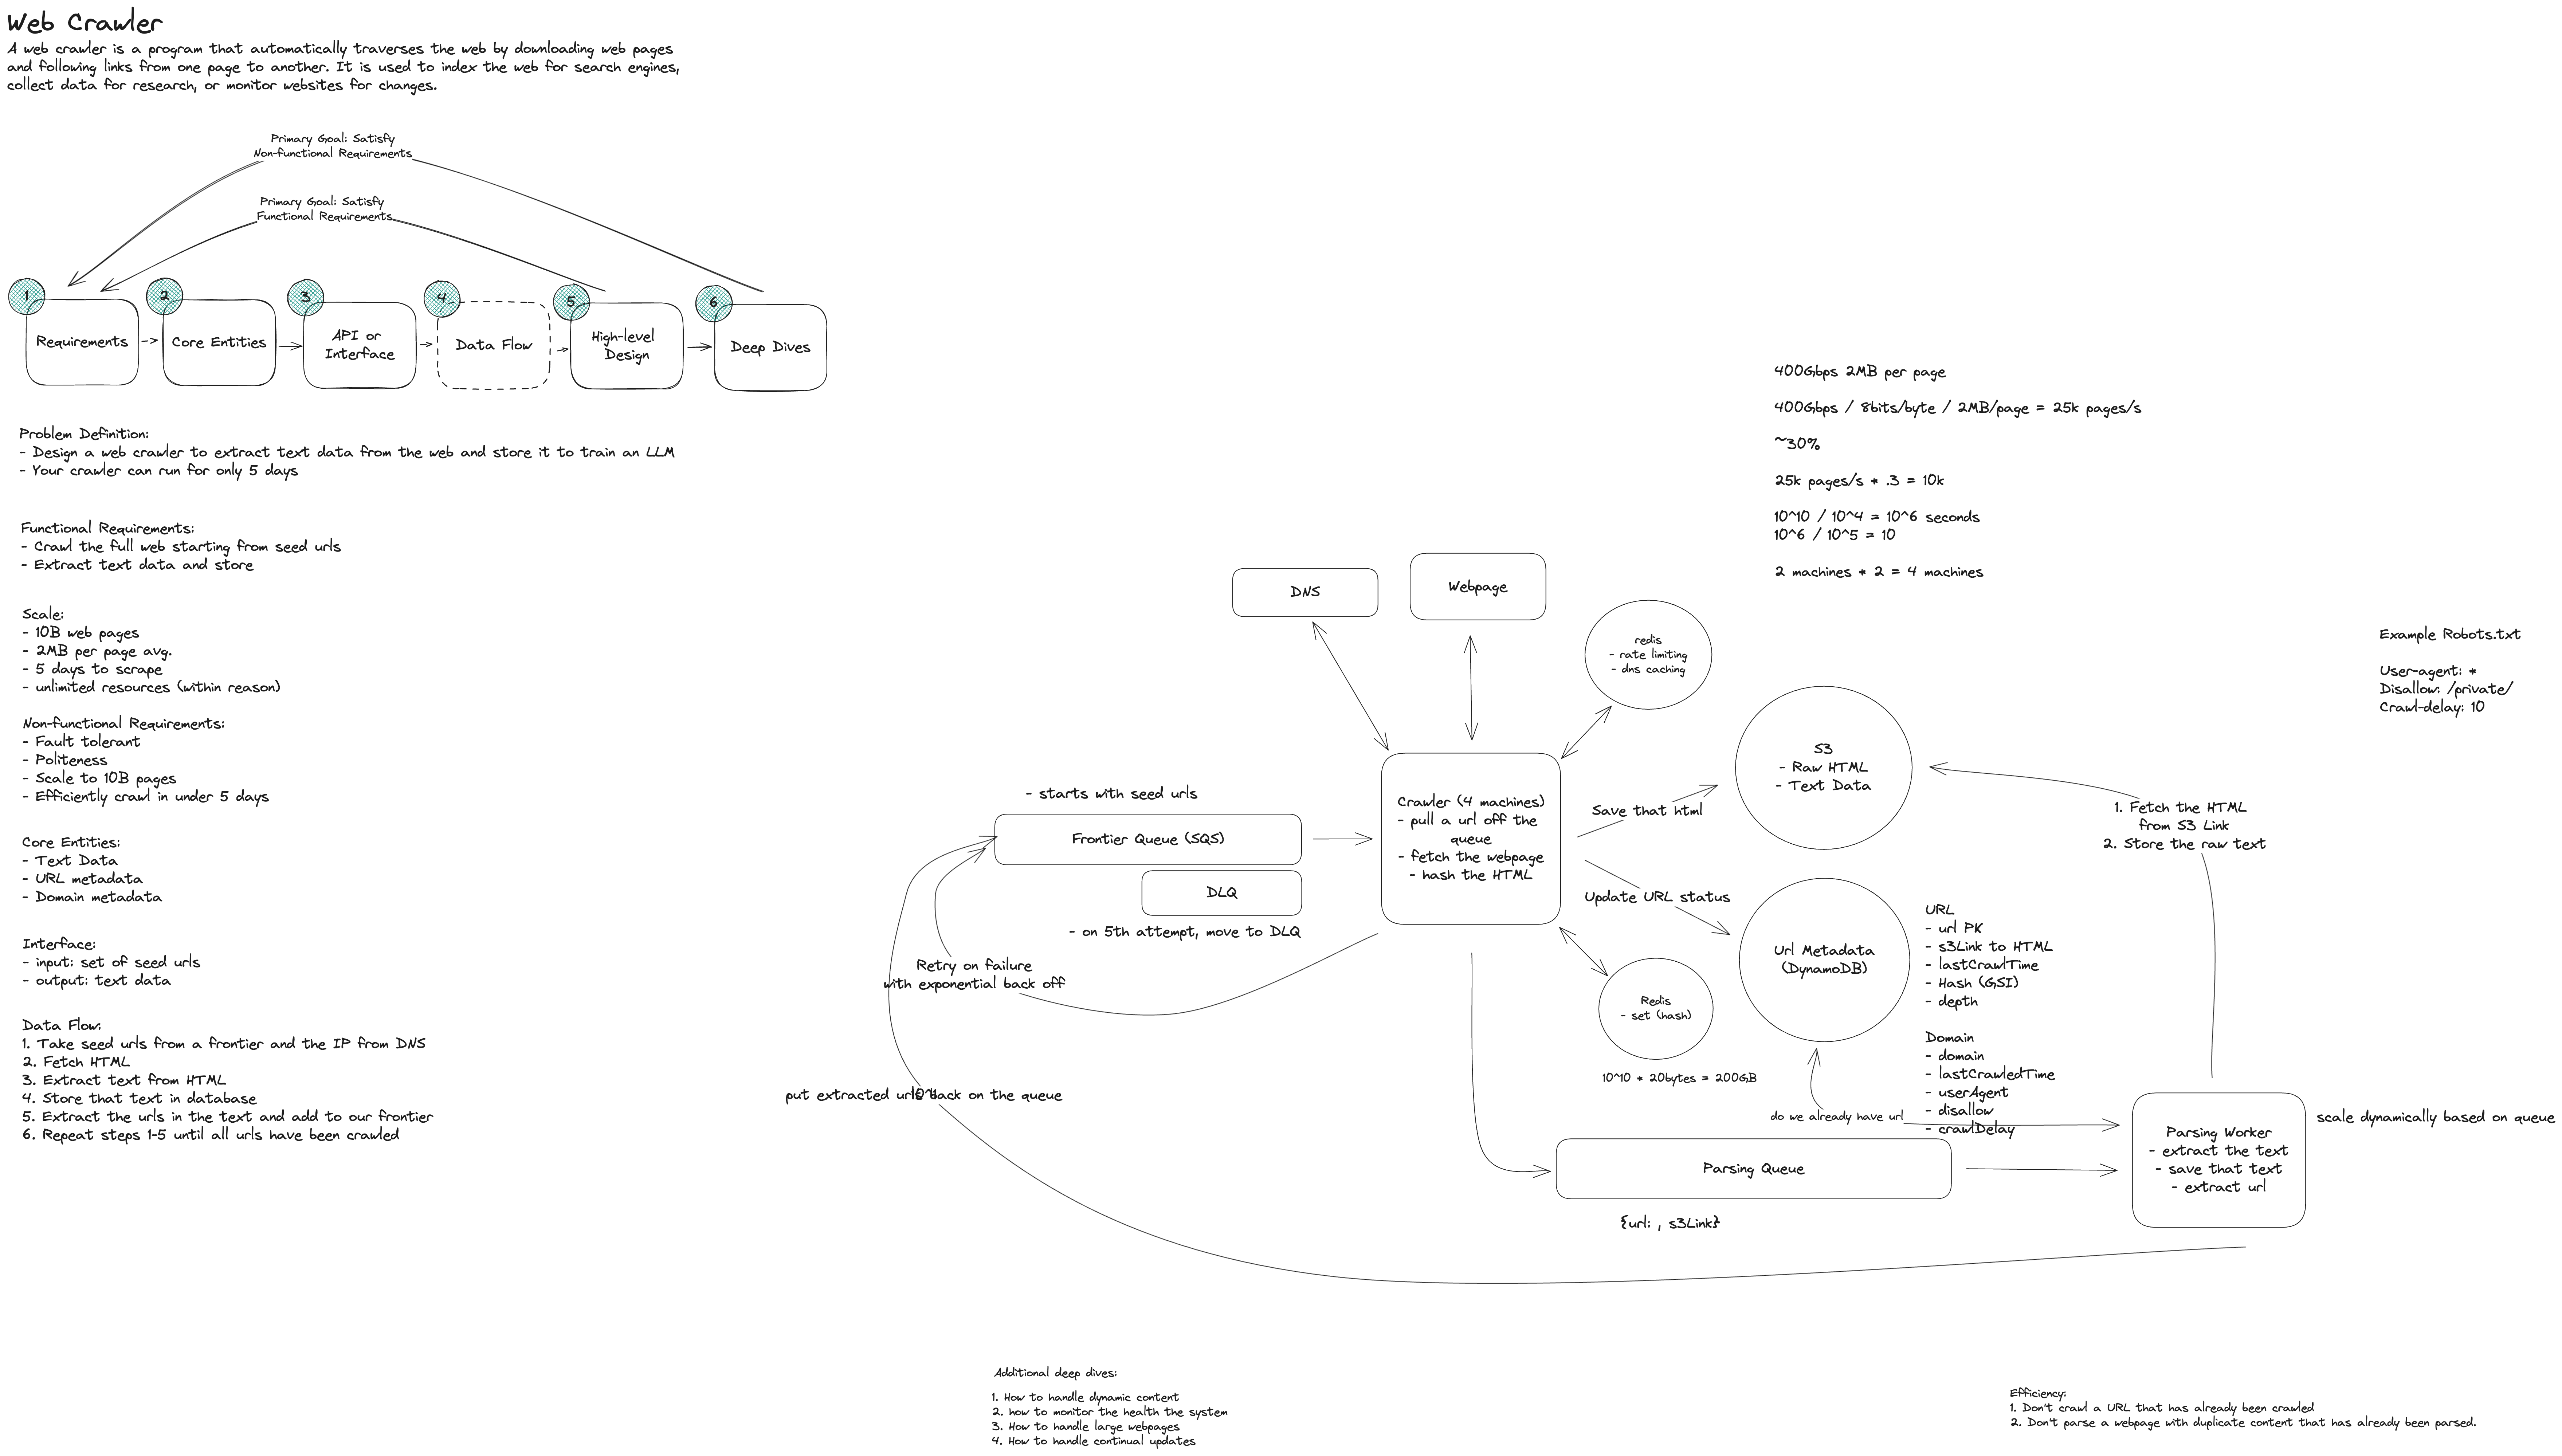 Web Crawler
A web crawler is a program that automatically traverses the web by downloading web pages
and following links from one page to another. It is used to index the web for search engines,
collect data for research, or monitor websites for changes.
Primary Goal: Satisfy
Non-functional Requirements
Primary Goal: Satisfy
Functional Requirements
1
Requirements
2
Core Entities
3
API or
Interface
4
Data Flow
5
High-level
Design
6
Deep Dives
Problem Definition:
- Design a web crawler to extract text data from the web and store it to train an LLM
- Your crawler can run for only 5 days
Functional Requirements:
- Crawl the full web starting from seed urls
- Extract text data and store
Scale:
- 10B web pages
- 2MB per page avg.
- 5 days to scrape
- unlimited resources (within reason)
Non-functional Requirements:
- Fault tolerant
- Politeness
- Scale to 10B pages
- Efficiently crawl in under 5 days
Core Entities:
- Text Data
- URL metadata
- Domain metadata
Interface:
- input: set of seed urls
- output: text data
Data Flow:
1. Take seed urls from a frontier and the IP from DNS
2. Fetch HTML
3. Extract text from HTML
4. Store that text in database
5. Extract the urls in the text and add to our frontier
6. Repeat steps 1-5 until all urls have been crawled
400Gbps 2MB per page
400Gbps / 8bits/byte / 2MB/page = 25k pages/s
~30%
25k pages/s * .3 = 10k
10^10 / 10^4 = 10^6 seconds
10^6 / 10^5 = 10
2 machines * 2 = 4 machines
Example Robots.txt
User-agent: *
Disallow: /private/
Crawl-delay: 10
DNS
Webpage
redis
- rate limiting
- dns caching
S3
- Raw HTML
- Text Data
- starts with seed urls
Frontier Queue (SQS)
DLQ
- on 5th attempt, move to DLQ
Crawler (4 machines)
- pull a url off the
queue
- fetch the webpage
- hash the HTML
Save that html
Update URL status
1. Fetch the HTML
from S3 Link
2. Store the raw text
Retry on failure
with exponential back off
Url Metadata
(DynamoDB)
URL
- url PK
- s3Link to HTML
- lastCrawlTime
- Hash (GSI)
- depth
Domain
- domain
- lastCrawledTime
- userAgent
- disallow
- crawlDelay
Redis
- set (hash)
10^10 * 20bytes = 200GB
put extracted urls back on the queue
do we already have url
Parsing Queue
{url: , s3Link}
Parsing Worker
- extract the text
- save that text
- extract url
scale dynamically based on queue
Additional deep dives:
1. How to handle dynamic content
2. how to monitor the health the system
3. How to handle large webpages
4. How to handle continual updates
Efficiency:
1. Don't crawl a URL that has already been crawled
2. Don't parse a webpage with duplicate content that has already been parsed.